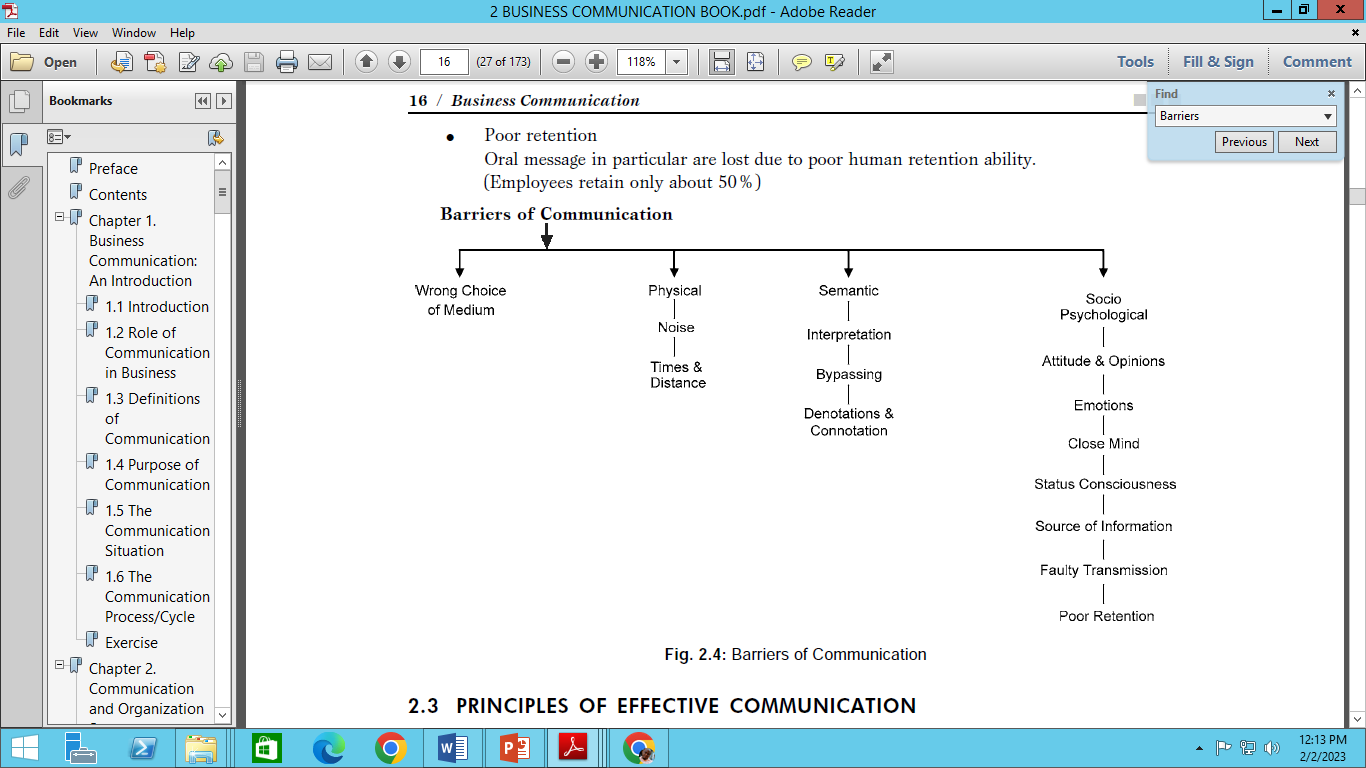 2 BUSINESS COMMUNICATION BOOK.pdf - Adobe Reader
File Edit View Window Help
Open 16 (27 of 173) 118% Tools Fill & Sign Comment
Bookmarks
Preface
Contents
Chapter 1.
Business
Communication:
An Introduction
1.1 Introduction
1.2 Role of
Communication
in Business
1.3 Definitions
of
Communication
1.4 Purpose of
Communication
1.5 The
Communication
Situation
1.6 The
Communication
Process/Cycle
Exercise
Chapter 2.
Communication
and Organization
16 / Business Communication
Find
Barriers
Previous Next
• Poor retention
Oral message in particular are lost due to poor human retention ability.
(Employees retain only about 50%)
Barriers of Communication
Wrong Choice
of Medium
Physical
Noise
Times &
Distance
Semantic
Interpretation
Bypassing
Denotations &
Connotation
Socio
Psychological
Attitude & Opinions
Emotions
Close Mind
Status Consciousness
Source of Information
Faulty Transmission
Poor Retention
Fig. 2.4: Barriers of Communication
2.3 PRINCIPLES OF EFFECTIVE COMMUNICATION
12:13 PM
2/2/2023